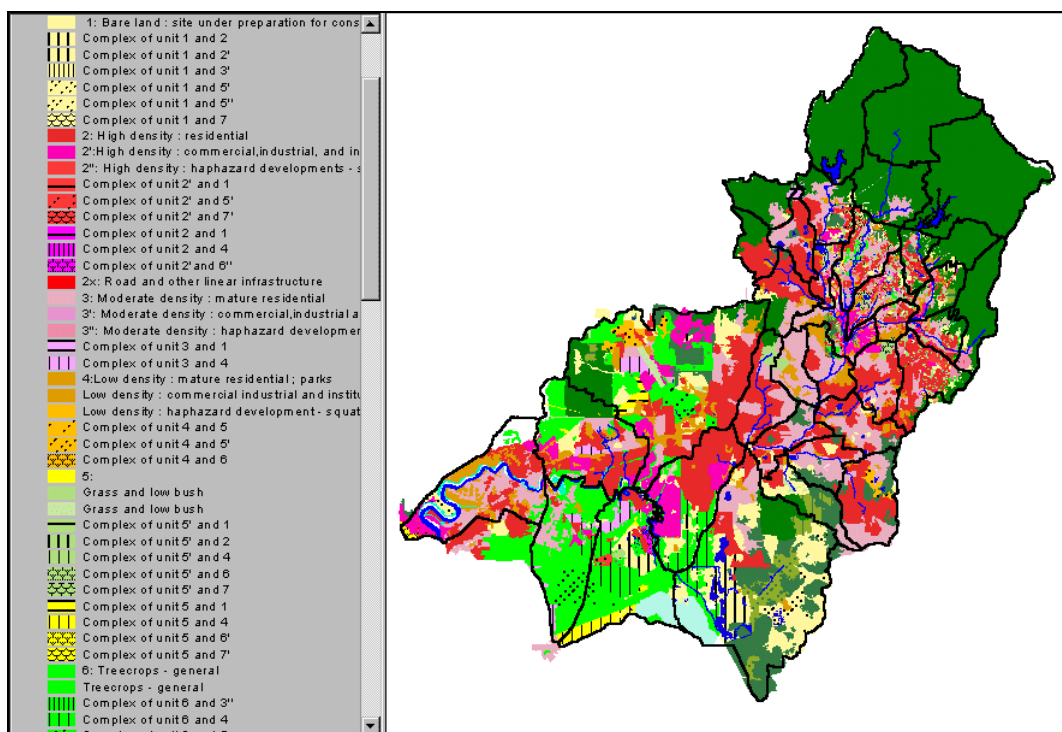 1: Bare land : site under preparation for cons
Complex of unit 1 and 2
Complex of unit 1 and 2'
Complex of unit 1 and 3'
Complex of unit 1 and 5'
Complex of unit 1 and 5"
Complex of unit 1 and 7
2: High density : residential
2':High density : commercial,industrial, and in
2": High density : haphazard developments - s
Complex of unit 2' and 1
Complex of unit 2' and 5'
Complex of unit 2' and 7'
Complex of unit 2 and 1
Complex of unit 2 and 4
Complex of unit 2' and 6"
2x: Road and other linear infrastructure
3: Moderate density : mature residential
3': Moderate density : commercial,industrial a
3": Moderate density : haphazard developmen
Complex of unit 3 and 1
Complex of unit 3 and 4
4:Low density : mature residential ; parks
Low density : commercial industrial and institu
Low density : haphazard development- squat
Complex of unit 4 and 5
Complex of unit 4 and 5'
Complex of unit 4 and 6
5:
Grass and low bush
Grass and low bush
Complex of unit 5' and 1
Complex of unit 5' and 2
Complex of unit 5' and 4
Complex of unit 5' and 6
Complex of unit 5' and 7
Complex of unit 5 and 1
Complex of unit 5 and 4
Complex of unit 5 and 6'
Complex of unit 5 and 7'
6: Treecrops - general
Treecrops - general
Complex of unit 6 and 3"
Complex of unit 6 and 4